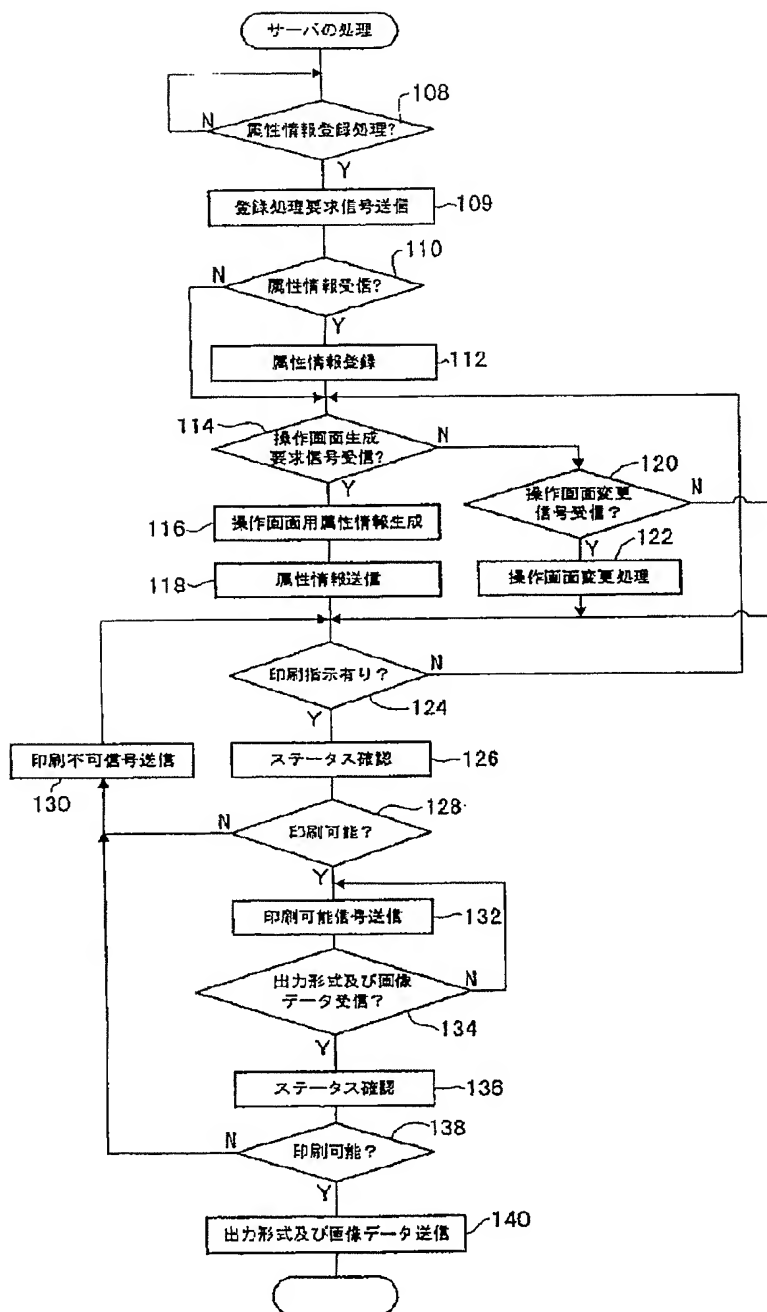 サーバの処理
108
属性情報登録処理?
N
Y
登録処理要求信号送信
109
110
N
属性情報受信?
Y
属性情報登録
112
114
操作画面生成
要求信号受信?
N
Y
120
操作画面変更
信号受信?
N
Y
116
操作画面用属性情報生成
122
操作画面変更処理
118
属性情報送信
印刷指示有り?
N
124
Y
印刷不可信号送信
130
ステータス確認
126
128
N
印刷可能?
Y
印刷可能信号送信
132
出力形式及び画像
データ受信?
N
134
Y
ステータス確認
136
138
N
印刷可能?
Y
出力形式及び画像データ送信
140